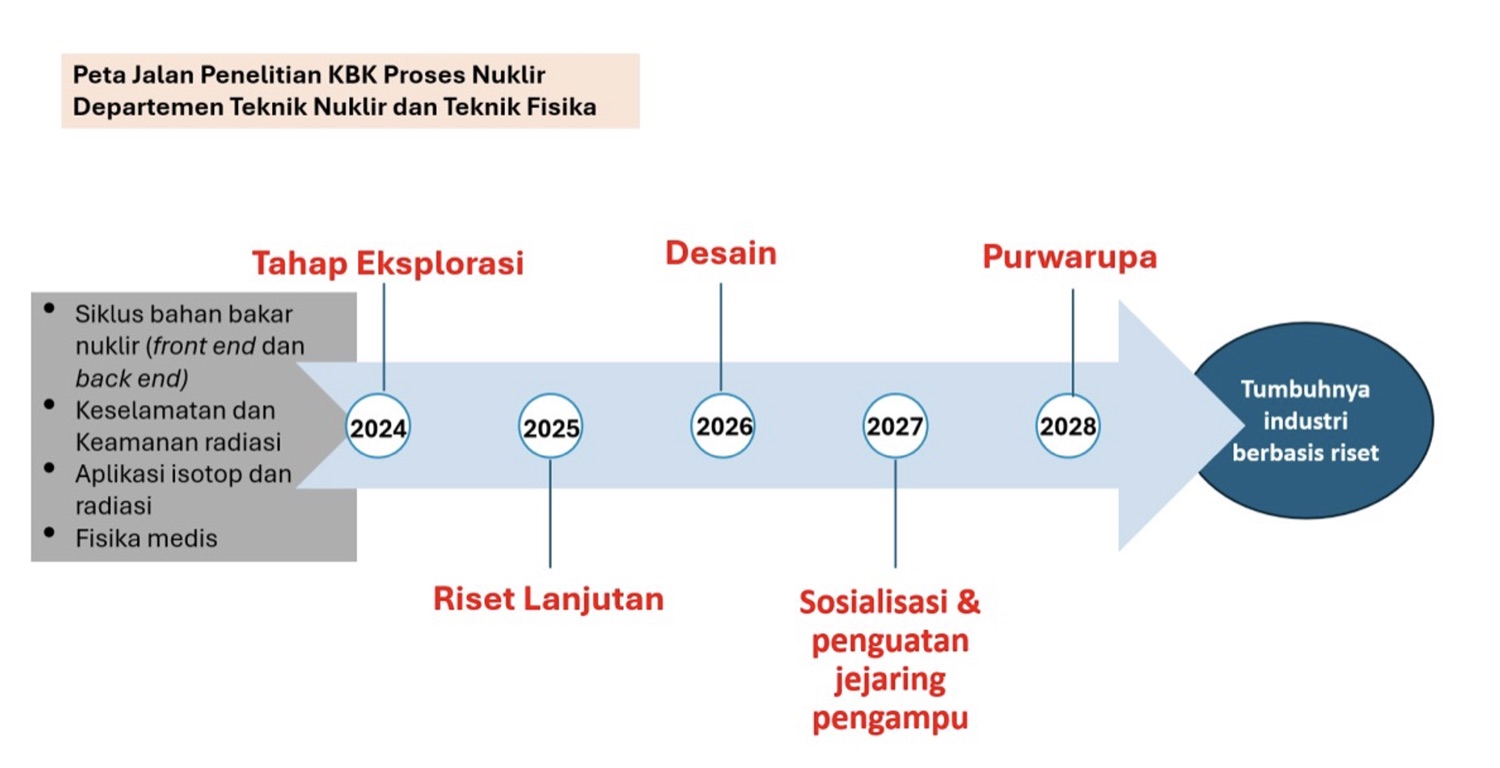 Peta Jalan Penelitian KBK Proses Nuklir
Departemen Teknik Nuklir dan Teknik Fisika
Tahap Eksplorasi
Desain
Purwarupa
• Siklus bahan bakar
nuklir (front end dan
back end)
• Keselamatan dan
Keamanan radiasi
• Aplikasi isotop dan
radiasi
• Fisika medis
2024
2025
2026
2027
2028
Tumbuhnya
industri
berbasis riset
Riset Lanjutan
Sosialisasi &
penguatan
jejaring
pengampu